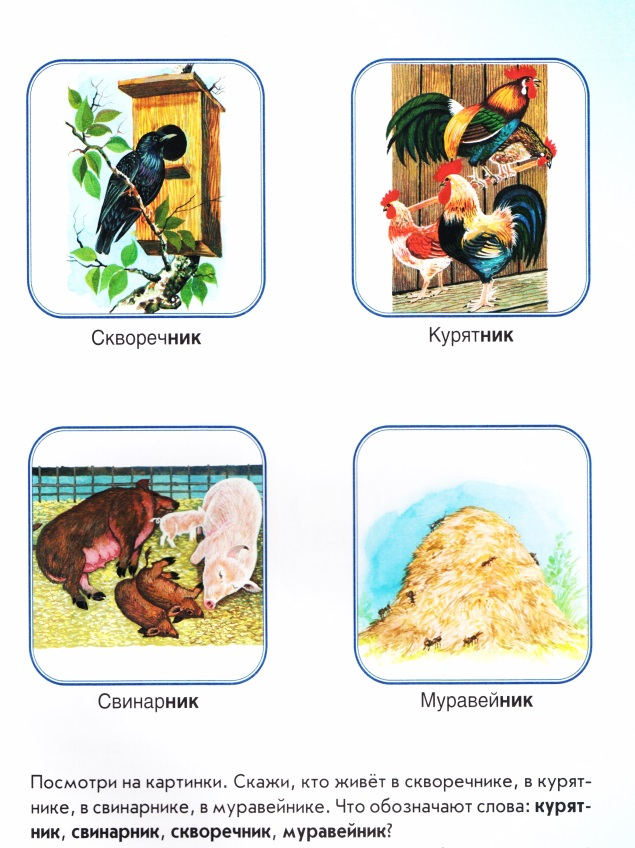 Скворечник
Курятник
Свинарник
Муравейник
Посмотри на картинки. Скажи, кто живёт в скворечнике, в курят-
нике, в свинарнике, в муравейнике. Что обозначают слова: курят-
ник, свинарник, скворечник, муравейник?